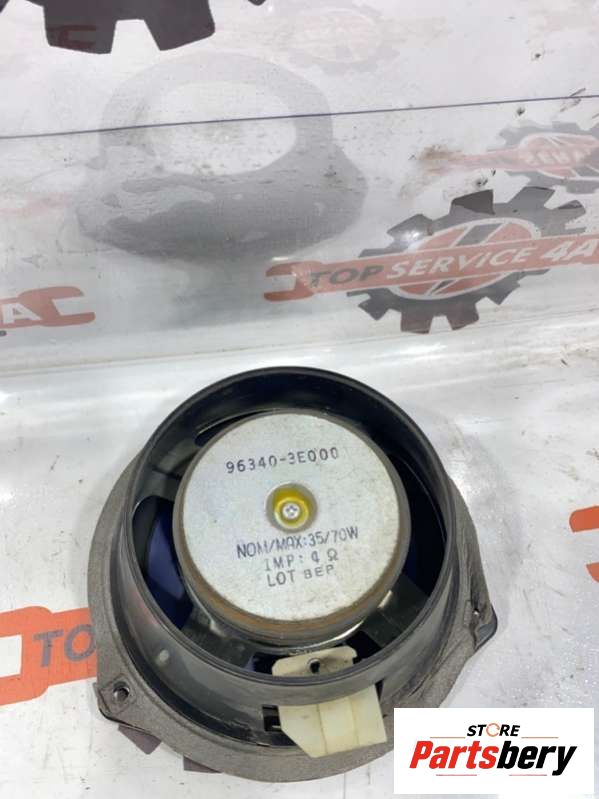 TOP SERVICE 4A
96340-3E000
NOM/MAX:35/70W
IMP: 4 Ω
LOT 8EP
STORE
Partsbery